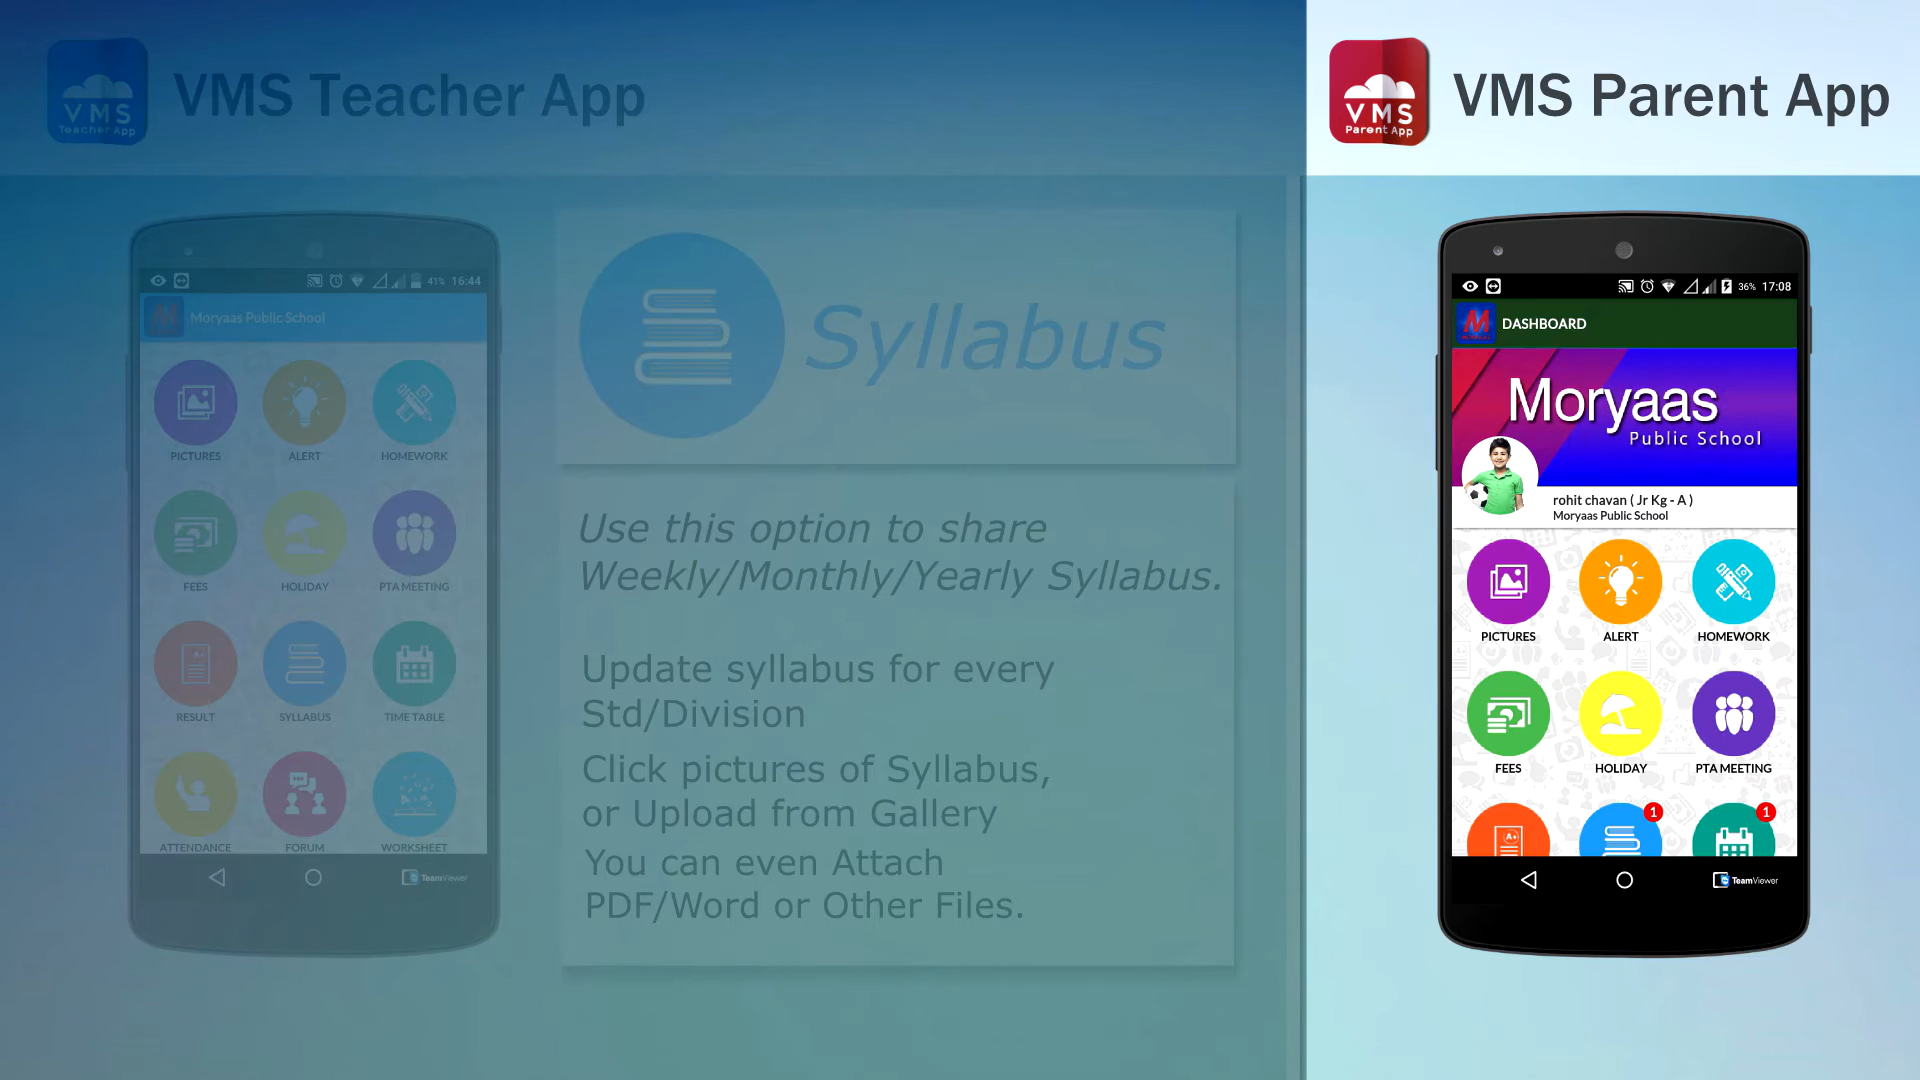 VMS
Teacher App
VMS Teacher App
VMS
Parent App
VMS Parent App
41% 16:44
Moryaas Public School
PICTURES ALERT HOMEWORK
FEES HOLIDAY PTA MEETING
RESULT SYLLABUS TIME TABLE
ATTENDANCE FORUM WORKSHEET
TeamViewer
Syllabus
Use this option to share
Weekly/Monthly/Yearly Syllabus.
Update syllabus for every
Std/Division
Click pictures of Syllabus,
or Upload from Gallery
You can even Attach
PDF/Word or Other Files.
36% 17:08
M
DASHBOARD
Moryaas
Public School
rohit chavan ( Jr Kg - A )
Moryaas Public School
PICTURES ALERT HOMEWORK
FEES HOLIDAY PTA MEETING
A+
1
1
TeamViewer